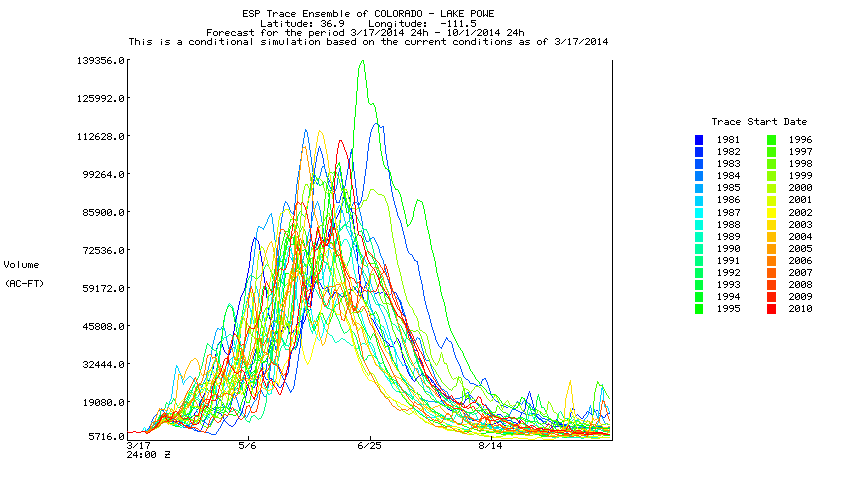 ESP Trace Ensemble of COLORADO - LAKE POWE
Latitude: 36.9 Longitude: -111.5
Forecast for the period 3/17/2014 24h - 10/1/2014 24h
This is a conditional simulation based on the current conditions as of 3/17/2014
139356.0
125992.0
112628.0
99264.0
85900.0
72536.0
59172.0
45808.0
32444.0
19080.0
5716.0
Volume
(AC-FT)
3/17 5/6 6/25 8/14
24:00 Z
Trace Start Date
1981 1996
1982 1997
1983 1998
1984 1999
1985 2000
1986 2001
1987 2002
1988 2003
1989 2004
1990 2005
1991 2006
1992 2007
1993 2008
1994 2009
1995 2010